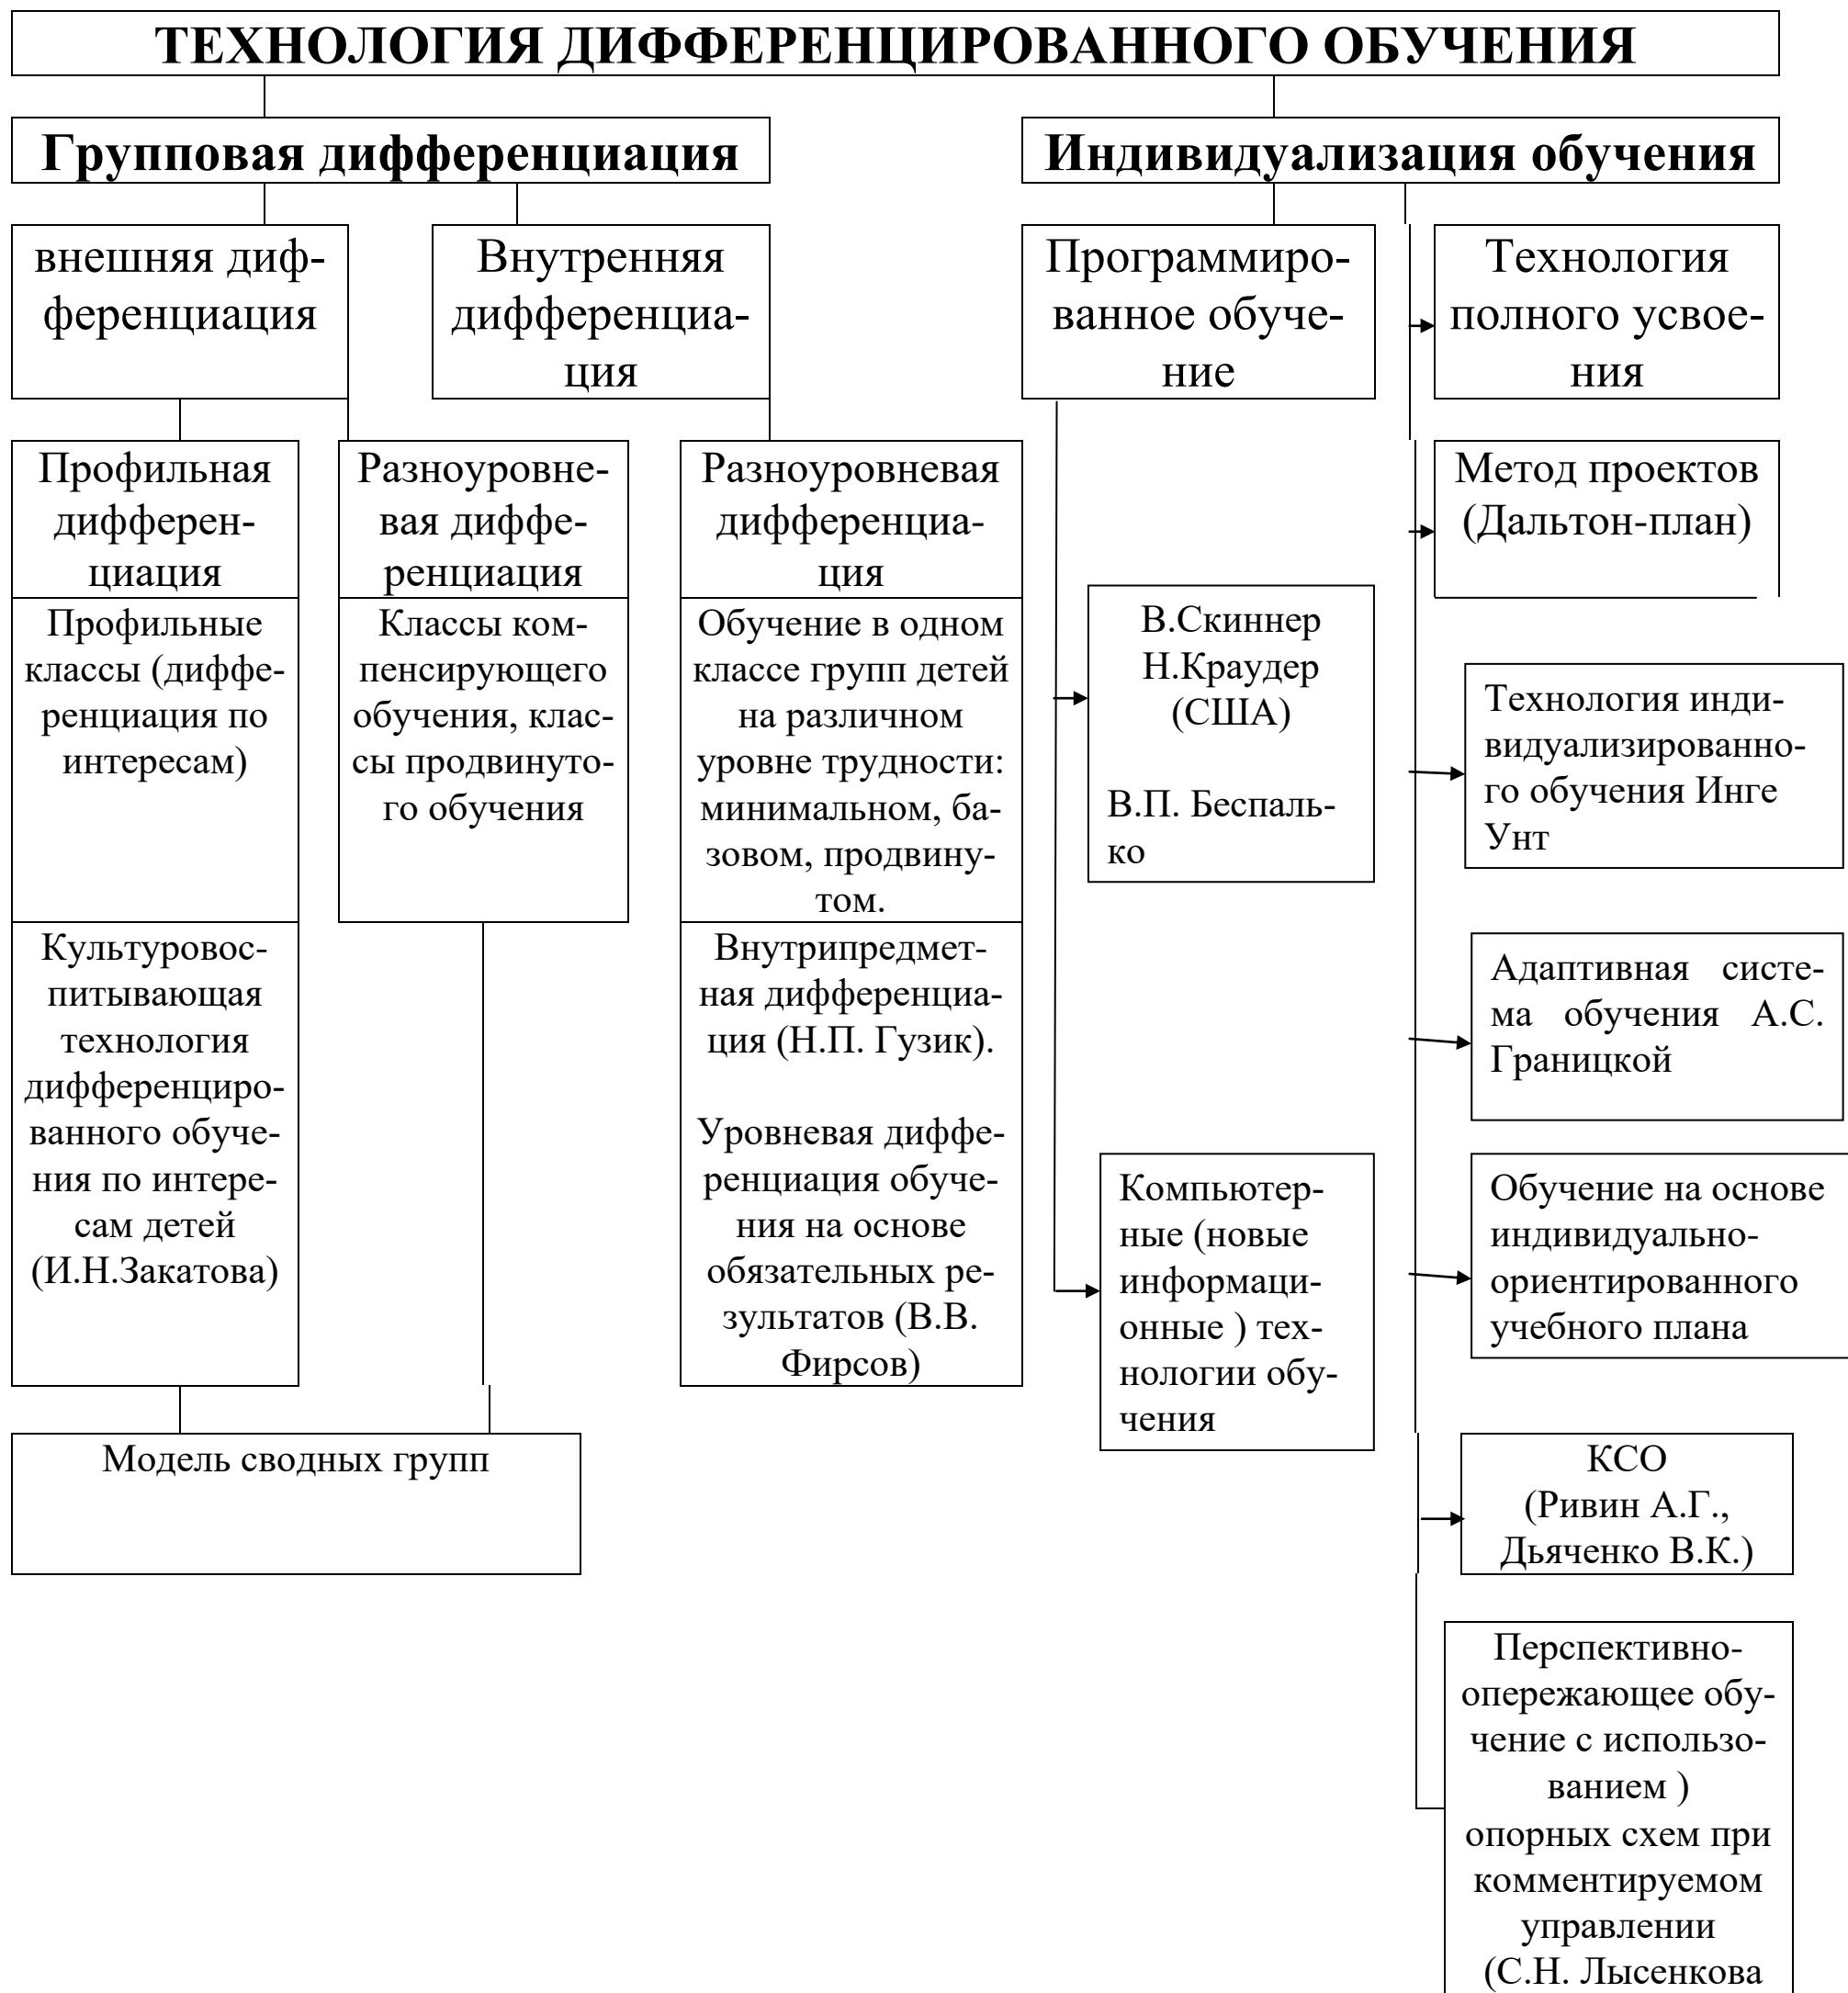 ТЕХНОЛОГИЯ ДИФФЕРЕНЦИРОВАННОГО ОБУЧЕНИЯ
Групповая дифференциация
Индивидуализация обучения
внешняя диф-
ференциация
Внутренняя
дифференциа-
ция
Программиро-
ванное обуче-
ние
Технология
полного усвое-
ния
Профильная
дифферен-
циация
Разноуровне-
вая диффе-
ренциация
Разноуровневая
дифференциа-
ция
Метод проектов
(Дальтон-план)
Профильные
классы (диффе-
ренциация по
интересам)
Классы ком-
пенсирующего
обучения, клас-
сы продвинуто-
го обучения
Обучение в одном
классе групп детей
на различном
уровне трудности:
минимальном, ба-
зовом, продвину-
том.
В.Скиннер
Н.Краудер
(США)
В.П. Беспаль-
ко
Технология инди-
видуализированно-
го обучения Инге
Унт
Культуровос-
питывающая
технология
дифференциро-
ванного обуче-
ния по интере-
сам детей
(И.Н.Закатова)
Внутрипредмет-
ная дифференциа-
ция (Н.П. Гузик).
Уровневая диффе-
ренциация обуче-
ния на основе
обязательных ре-
зультатов (В.В.
Фирсов)
Адаптивная систе-
ма обучения А.С.
Границкой
Компьютер-
ные (новые
информаци-
онные ) тех-
нологии обу-
чения
Обучение на основе
индивидуально-
ориентированного
учебного плана
Модель сводных групп
КСО
(Ривин А.Г.,
Дьяченко В.К.)
Перспективно-
опережающее обу-
чение с использо-
ванием )
опорных схем при
комментируемом
управлении
(С.Н. Лысенкова